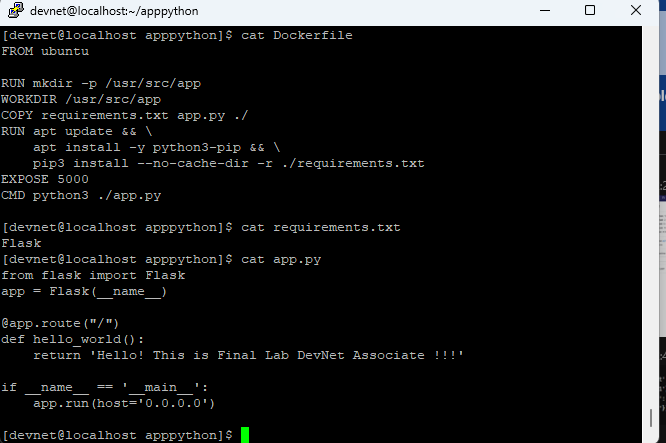 devnet@localhost:~/apppython
[devnet@localhost apppython]$ cat Dockerfile
FROM ubuntu
RUN mkdir -p /usr/src/app
WORKDIR /usr/src/app
COPY requirements.txt app.py ./
RUN apt update && \
    apt install -y python3-pip && \
    pip3 install --no-cache-dir -r ./requirements.txt
EXPOSE 5000
CMD python3 ./app.py
[devnet@localhost apppython]$ cat requirements.txt
Flask
[devnet@localhost apppython]$ cat app.py
from flask import Flask
app = Flask(__name__)
@app.route("/")
def hello_world():
    return 'Hello! This is Final Lab DevNet Associate !!!'
if __name__ == '__main__':
    app.run(host='0.0.0.0')
[devnet@localhost apppython]$